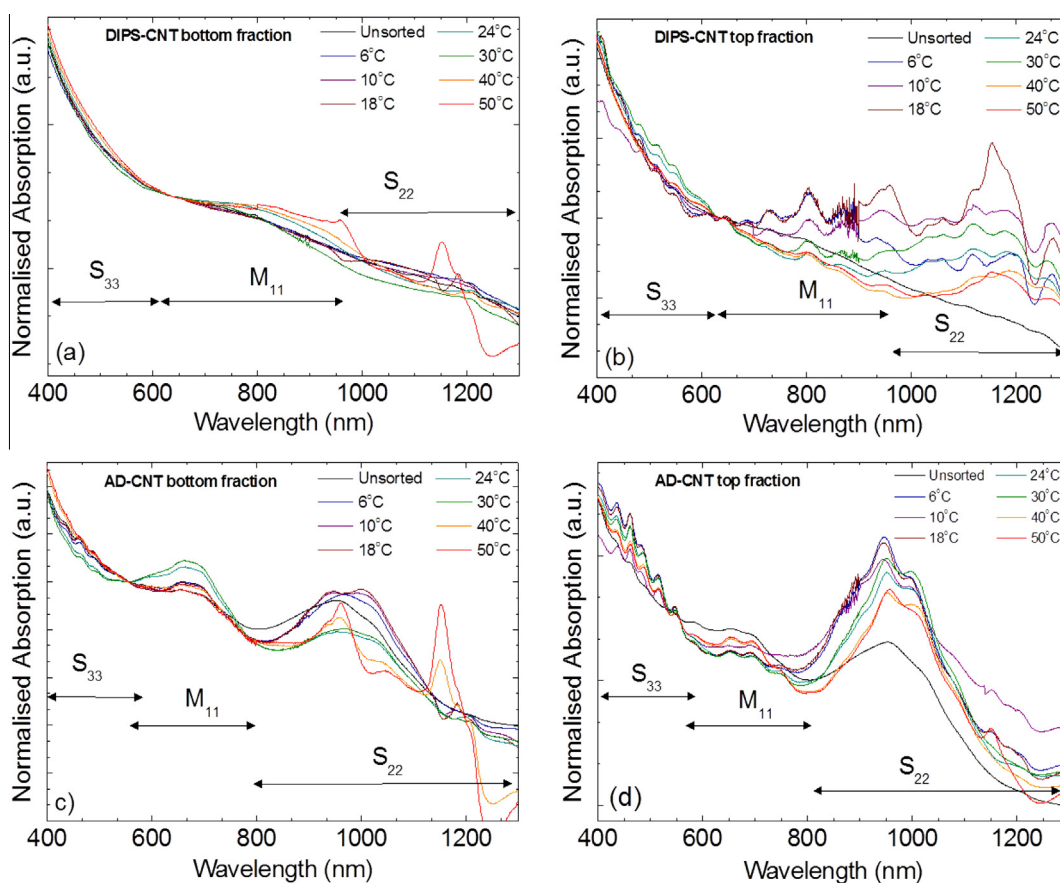 DIPS-CNT bottom fraction
Unsorted
6°C
10°C
18°C
24°C
30°C
40°C
50°C
S22
S33
M11
(a)
400 600 800 1000 1200
Wavelength (nm)
Normalised Absorption (a.u.)
DIPS-CNT top fraction
Unsorted
6°C
10°C
18°C
24°C
30°C
40°C
50°C
S33
M11
S22
(b)
400 600 800 1000 1200
Wavelength (nm)
Normalised Absorption (a.u.)
AD-CNT bottom fraction
Unsorted
6°C
10°C
18°C
24°C
30°C
40°C
50°C
S33
M11
S22
c)
400 600 800 1000 1200
Wavelength (nm)
Normalised Absorption (a.u.)
AD-CNT top fraction
Unsorted
6°C
10°C
18°C
24°C
30°C
40°C
50°C
S33
M11
S22
(d)
400 600 800 1000 1200
Wavelength (nm)
Normalised Absorption (a.u.)